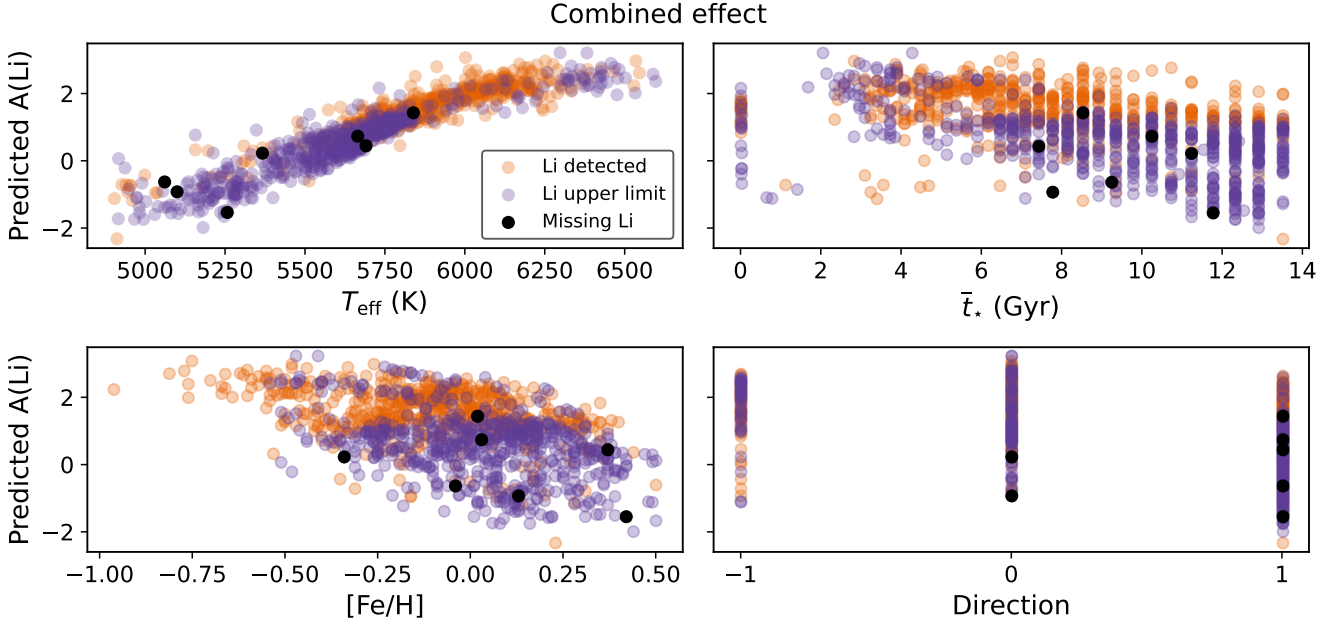 Combined effect
Predicted A(Li)
2
0
−2
5000 5250 5500 5750 6000 6250 6500
T_eff (K)
Li detected
Li upper limit
Missing Li
0 2 4 6 8 10 12 14
t̄⋆ (Gyr)
Predicted A(Li)
2
0
−2
−1.00 −0.75 −0.50 −0.25 0.00 0.25 0.50
[Fe/H]
−1 0 1
Direction